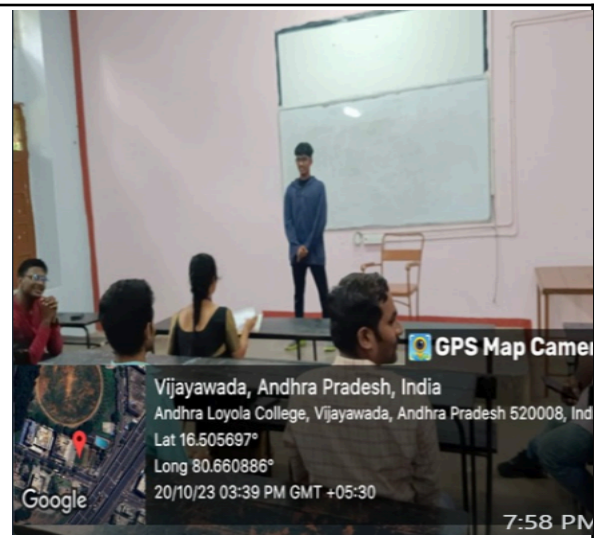 GPS Map Camer
Vijayawada, Andhra Pradesh, India
Andhra Loyola College, Vijayawada, Andhra Pradesh 520008, Ind
Lat 16.505697°
Long 80.660886°
20/10/23 03:39 PM GMT +05:30
Google
7:58 PM